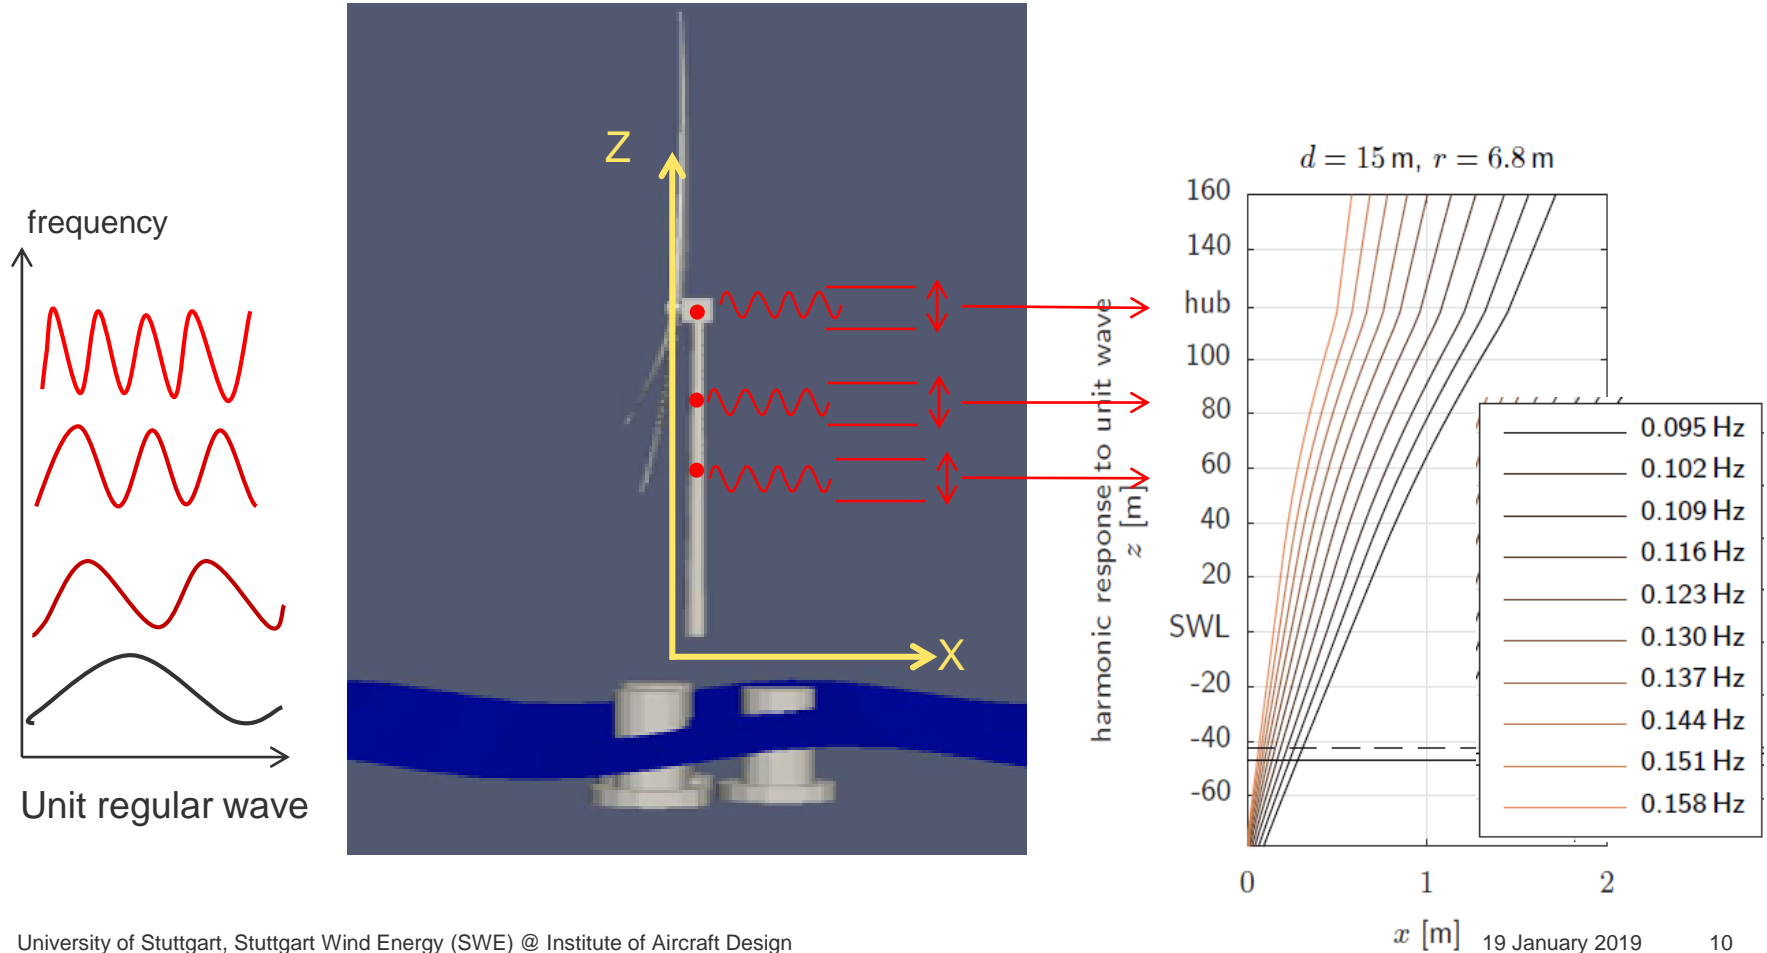 frequency
Unit regular wave
Z
X
harmonic response to unit wave
z [m]
d = 15 m, r = 6.8 m
160
140
hub
100
80
60
40
20
SWL
-20
-40
-60
0
1
2
x [m]
0.095 Hz
0.102 Hz
0.109 Hz
0.116 Hz
0.123 Hz
0.130 Hz
0.137 Hz
0.144 Hz
0.151 Hz
0.158 Hz
University of Stuttgart, Stuttgart Wind Energy (SWE) @ Institute of Aircraft Design
19 January 2019
10